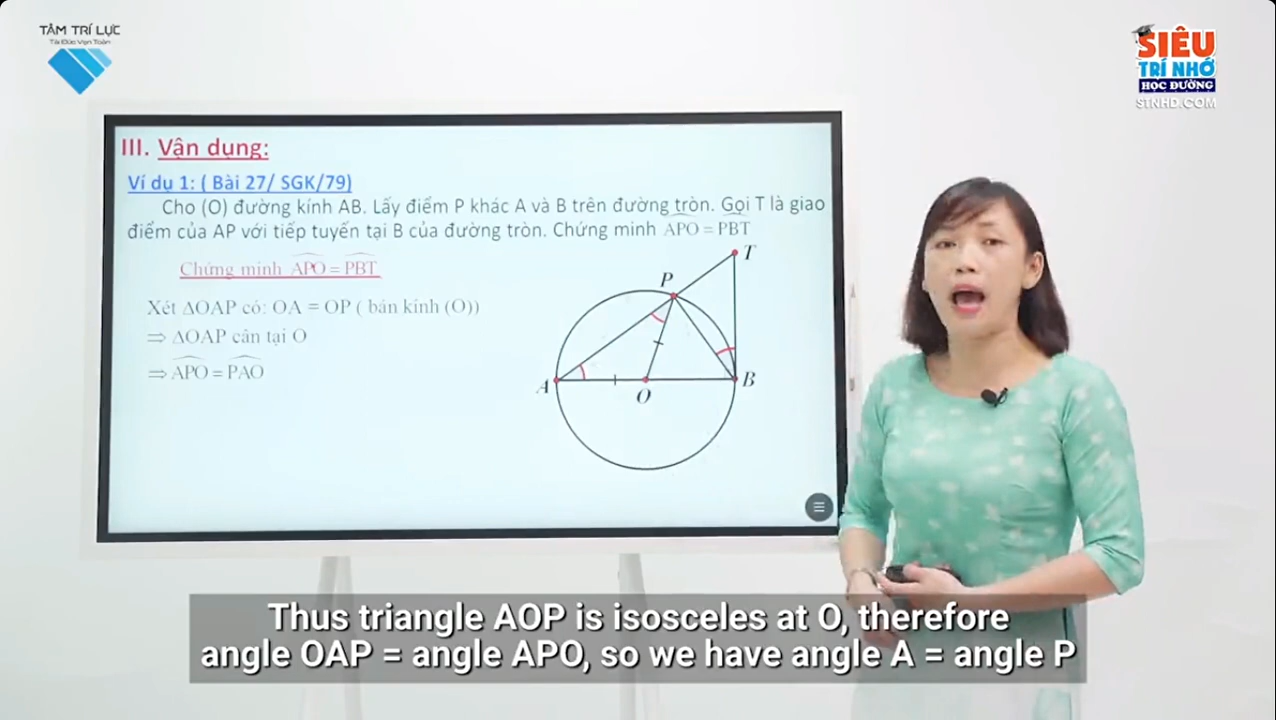 TÂM TRÍ LỰC
Tài Đức Vẹn Toàn
SIÊU
TRÍ NHỚ
HỌC ĐƯỜNG
STNHD.COM
III. Vận dụng:
Ví dụ 1: ( Bài 27/ SGK/79)
Cho (O) đường kính AB. Lấy điểm P khác A và B trên đường tròn. Gọi T là giao
điểm của AP với tiếp tuyến tại B của đường tròn. Chứng minh APO = PBT
Chứng minh APO = PBT
Xét ΔOAP có: OA = OP ( bán kính (O))
⇒ ΔOAP cân tại O
⇒ APO = PAO
T
P
A
O
B
Thus triangle AOP is isosceles at O, therefore
angle OAP = angle APO, so we have angle A = angle P